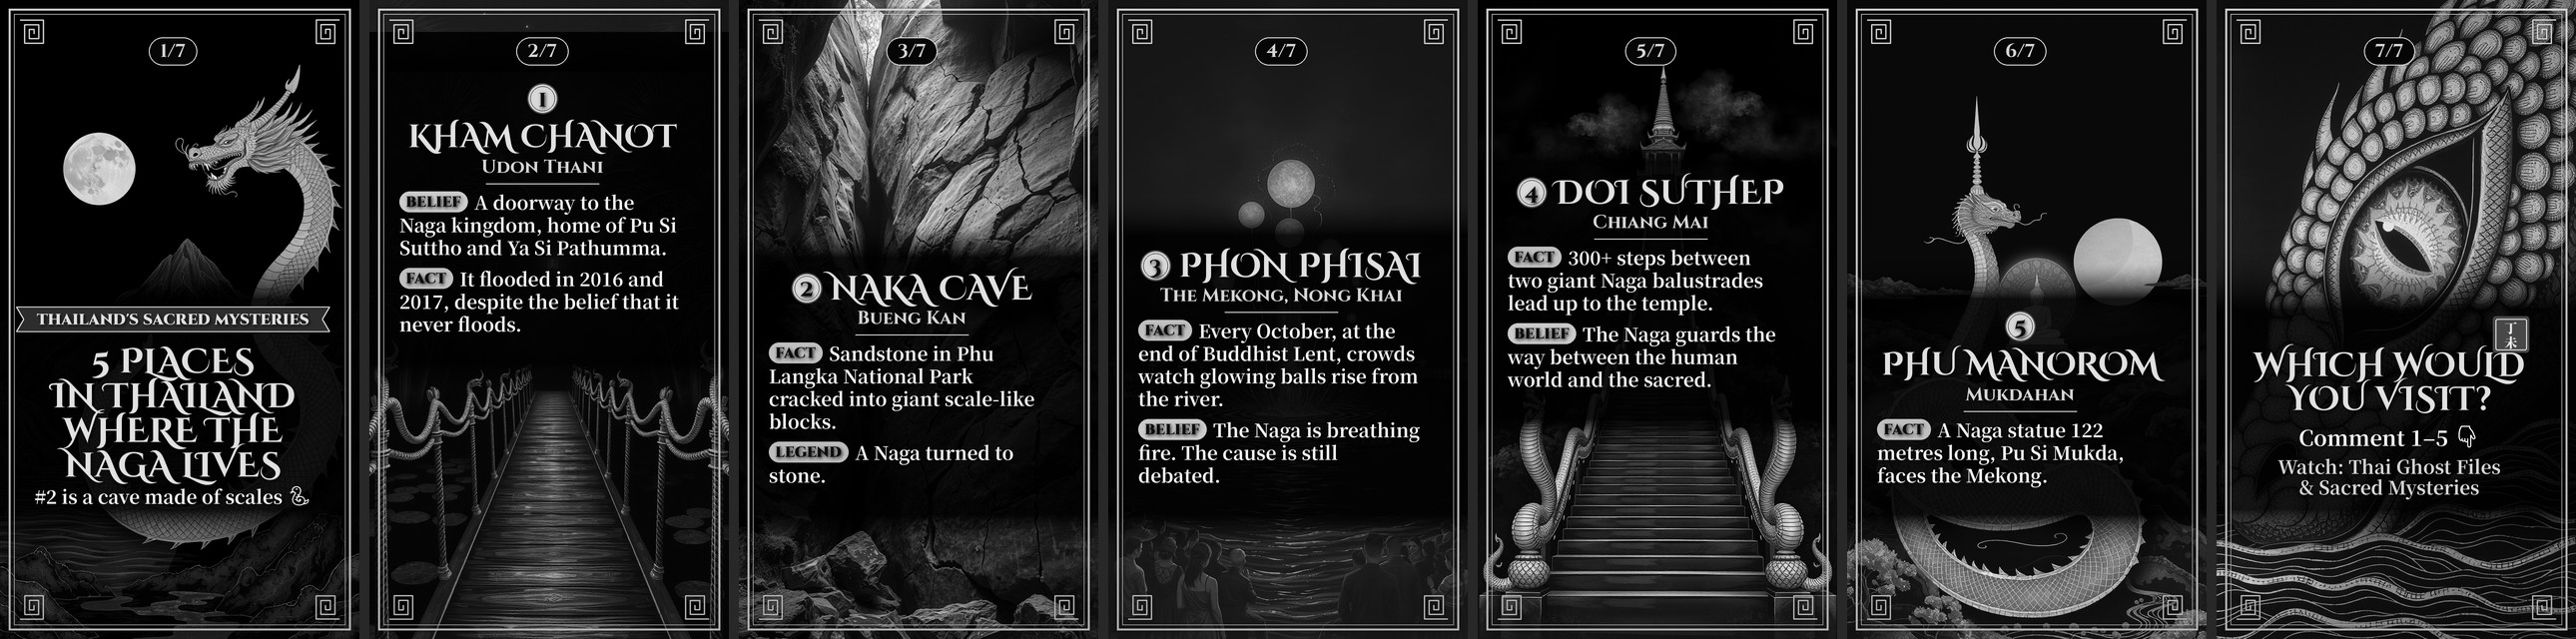 1/7
THAILAND'S SACRED MYSTERIES
5 PLACES
IN THAILAND
WHERE THE
NAGA LIVES
#2 is a cave made of scales 🐍
2/7
1
KHAM CHANOT
UDON THANI
BELIEF A doorway to the
Naga kingdom, home of Pu Si
Suttho and Ya Si Pathumma.
FACT It flooded in 2016 and
2017, despite the belief that it
never floods.
3/7
2 NAKA CAVE
BUENG KAN
FACT Sandstone in Phu
Langka National Park
cracked into giant scale-like
blocks.
LEGEND A Naga turned to
stone.
4/7
3 PHON PHISAI
THE MEKONG, NONG KHAI
FACT Every October, at the
end of Buddhist Lent, crowds
watch glowing balls rise from
the river.
BELIEF The Naga is breathing
fire. The cause is still
debated.
5/7
4 DOI SUTHEP
CHIANG MAI
FACT 300+ steps between
two giant Naga balustrades
lead up to the temple.
BELIEF The Naga guards the
way between the human
world and the sacred.
6/7
5
PHU MANOROM
MUKDAHAN
FACT A Naga statue 122
metres long, Pu Si Mukda,
faces the Mekong.
7/7
丁未
WHICH WOULD
YOU VISIT?
Comment 1–5 👇
Watch: Thai Ghost Files
& Sacred Mysteries